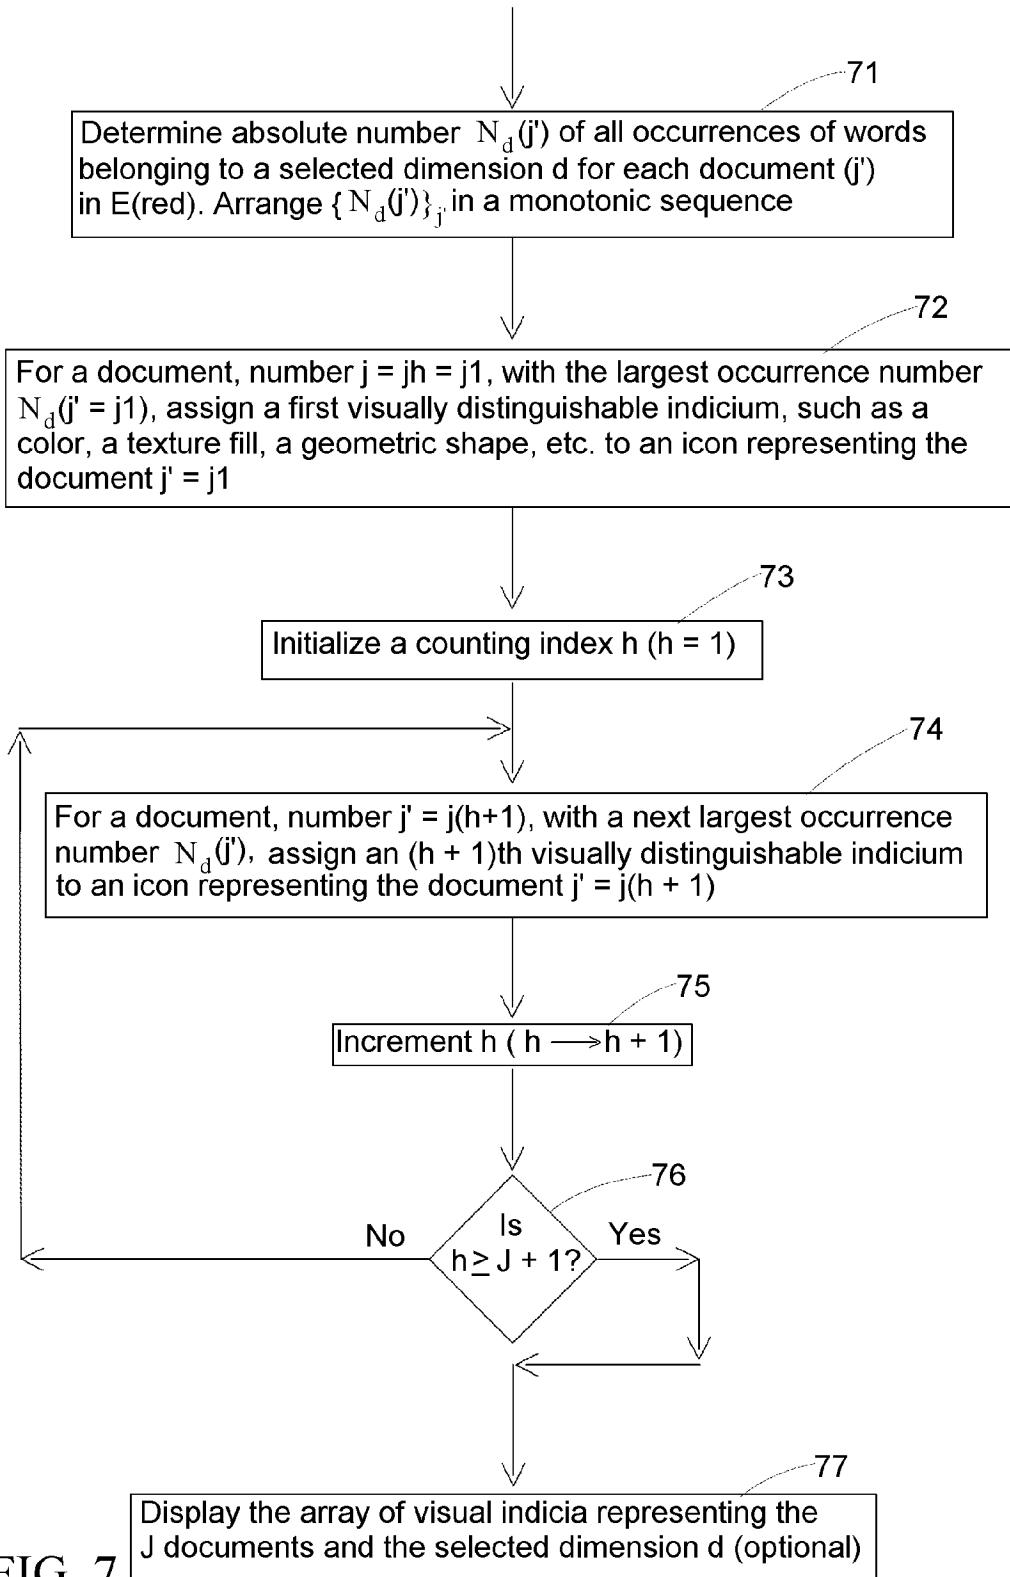 71
Determine absolute number N_d(j') of all occurrences of words
belonging to a selected dimension d for each document (j')
in E(red). Arrange { N_d(j')}_j' in a monotonic sequence
72
For a document, number j = jh = j1, with the largest occurrence number
N_d(j' = j1), assign a first visually distinguishable indicium, such as a
color, a texture fill, a geometric shape, etc. to an icon representing the
document j' = j1
73
Initialize a counting index h (h = 1)
74
For a document, number j' = j(h+1), with a next largest occurrence
number N_d(j'), assign an (h + 1)th visually distinguishable indicium
to an icon representing the document j' = j(h + 1)
75
Increment h ( h ⟶ h + 1)
76
Is
h ≥ J + 1?
No
Yes
77
Display the array of visual indicia representing the
J documents and the selected dimension d (optional)
FIG. 7